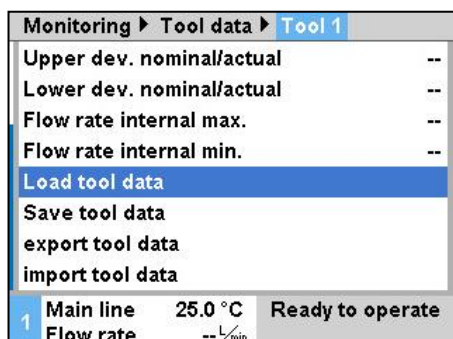 Monitoring ▶ Tool data ▶ Tool 1
Upper dev. nominal/actual --
Lower dev. nominal/actual --
Flow rate internal max. --
Flow rate internal min. --
Load tool data
Save tool data
export tool data
import tool data
1 Main line 25.0 °C Ready to operate
Flow rate -- L/min